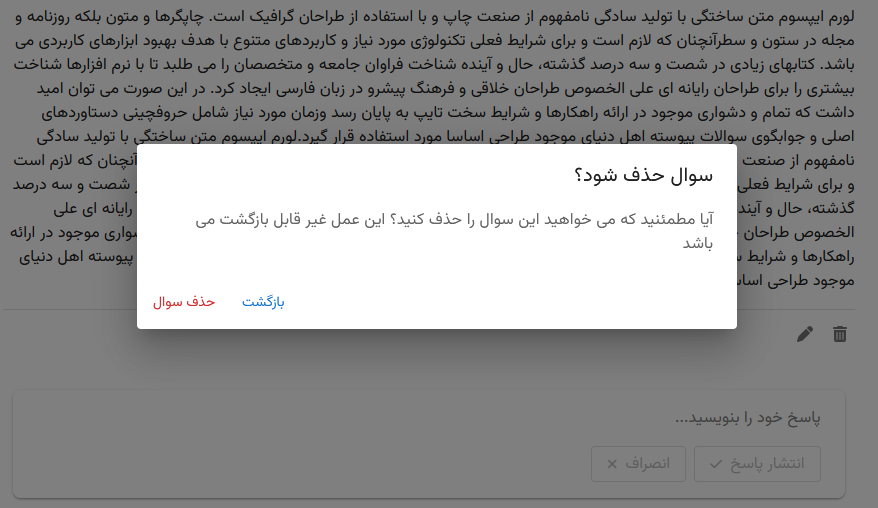 لورم ایپسوم متن ساختگی با تولید سادگی نامفهوم از صنعت چاپ و با استفاده از طراحان گرافیک است. چاپگرها و متون بلکه روزنامه و
مجله در ستون و سطرآنچنان که لازم است و برای شرایط فعلی تکنولوژی مورد نیاز و کاربردهای متنوع با هدف بهبود ابزارهای کاربردی می
باشد. کتابهای زیادی در شصت و سه درصد گذشته، حال و آینده شناخت فراوان جامعه و متخصصان را می طلبد تا با نرم افزارها شناخت
بیشتری را برای طراحان رایانه ای علی الخصوص طراحان خلاقی و فرهنگ پیشرو در زبان فارسی ایجاد کرد. در این صورت می توان امید
داشت که تمام و دشواری موجود در ارائه راهکارها و شرایط سخت تایپ به پایان رسد وزمان مورد نیاز شامل حروفچینی دستاوردهای
اصلی و جوابگوی سوالات پیوسته اهل دنیای موجود طراحی اساسا مورد استفاده قرار گیرد.لورم ایپسوم متن ساختگی با تولید سادگی
نامفهوم از صنعت آنچنان که لازم است
و برای شرایط فعلی شصت و سه درصد
گذشته، حال و رایانه ای علی
الخصوص طراحان موجود در ارائه
راهکارها و شرایط پیوسته اهل دنیای
موجود طراحی
سوال حذف شود؟
آیا مطمئنید که می خواهید این سوال را حذف کنید؟ این عمل غیر قابل بازگشت می
باشد
بازگشت حذف سوال
پاسخ خود را بنویسید...
انتشار پاسخ انصراف